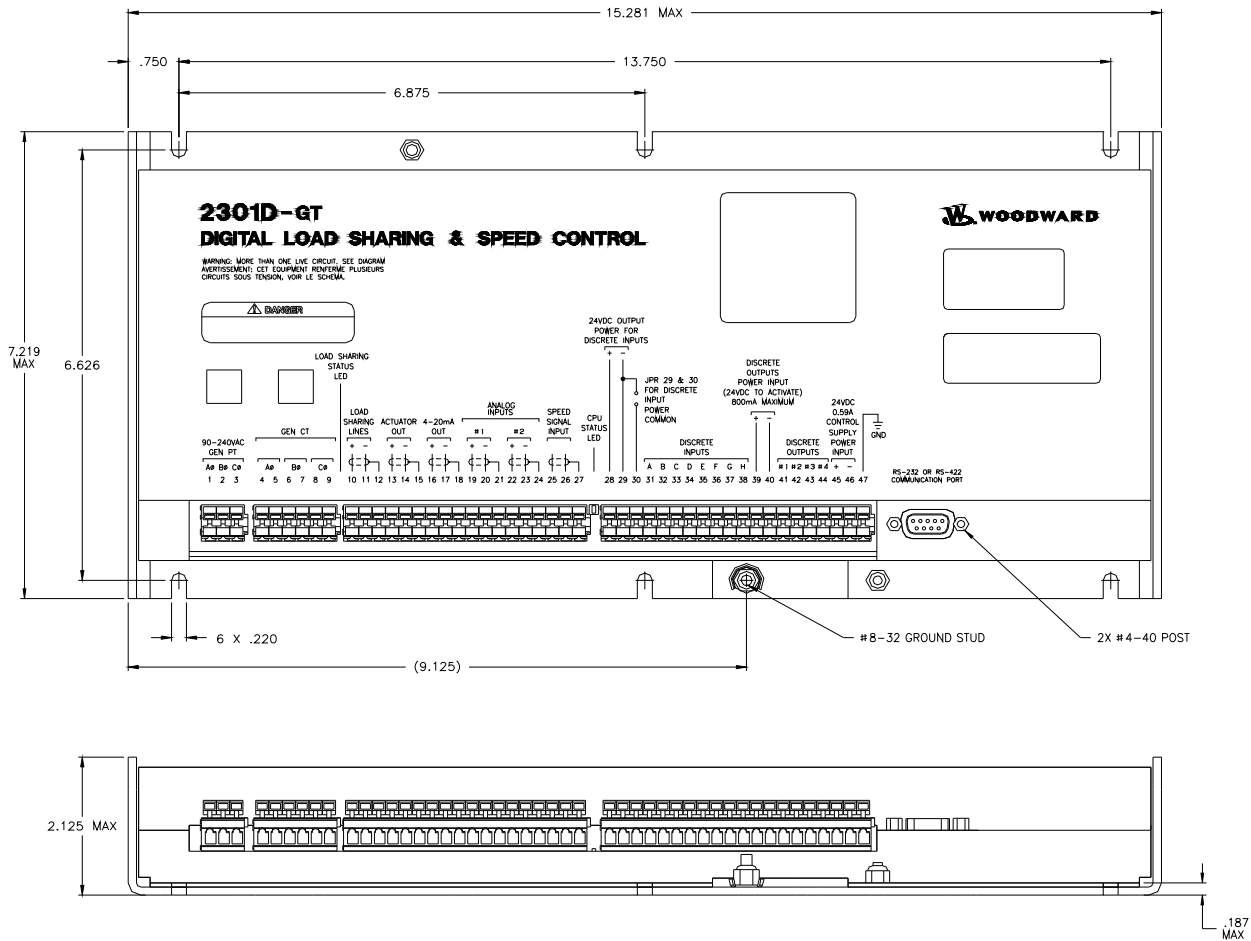 15.281 MAX
.750
13.750
6.875
7.219
MAX
6.626
2301D-GT
DIGITAL LOAD SHARING & SPEED CONTROL
WARNING: MORE THAN ONE LIVE CIRCUIT. SEE DIAGRAM
AVERTISSEMENT: CET EQUIPMENT RENFERME PLUSIEURS
CIRCUITS SOUS TENSION, VOIR LE SCHEMA.
WOODWARD
DANGER
LOAD SHARING
STATUS
LED
24VDC OUTPUT
POWER FOR
DISCRETE INPUTS
+ -
JPR 29 & 30
FOR DISCRETE
INPUT
POWER
COMMON
DISCRETE
OUTPUTS
POWER INPUT
(24VDC TO ACTIVATE)
800mA MAXIMUM
+ -
90-240VAC
GEN PT
AØ BØ CØ
GEN CT
AØ BØ CØ
LOAD
SHARING
LINES
+ -
ACTUATOR
OUT
+ -
4-20mA
OUT
+ -
ANALOG
INPUTS
#1 #2
+ - + -
SPEED
SIGNAL
INPUT
+ -
CPU
STATUS
LED
DISCRETE
INPUTS
A B C D E F G H
DISCRETE
OUTPUTS
#1 #2 #3 #4
24VDC
0.59A
CONTROL
SUPPLY
POWER
INPUT
+ -
GND
1 2 3 4 5 6 7 8 9 10 11 12 13 14 15 16 17 18 19 20 21 22 23 24 25 26 27 28 29 30 31 32 33 34 35 36 37 38 39 40 41 42 43 44 45 46 47
RS-232 OR RS-422
COMMUNICATION PORT
6 X .220
#8-32 GROUND STUD
2X #4-40 POST
(9.125)
2.125 MAX
.187
MAX